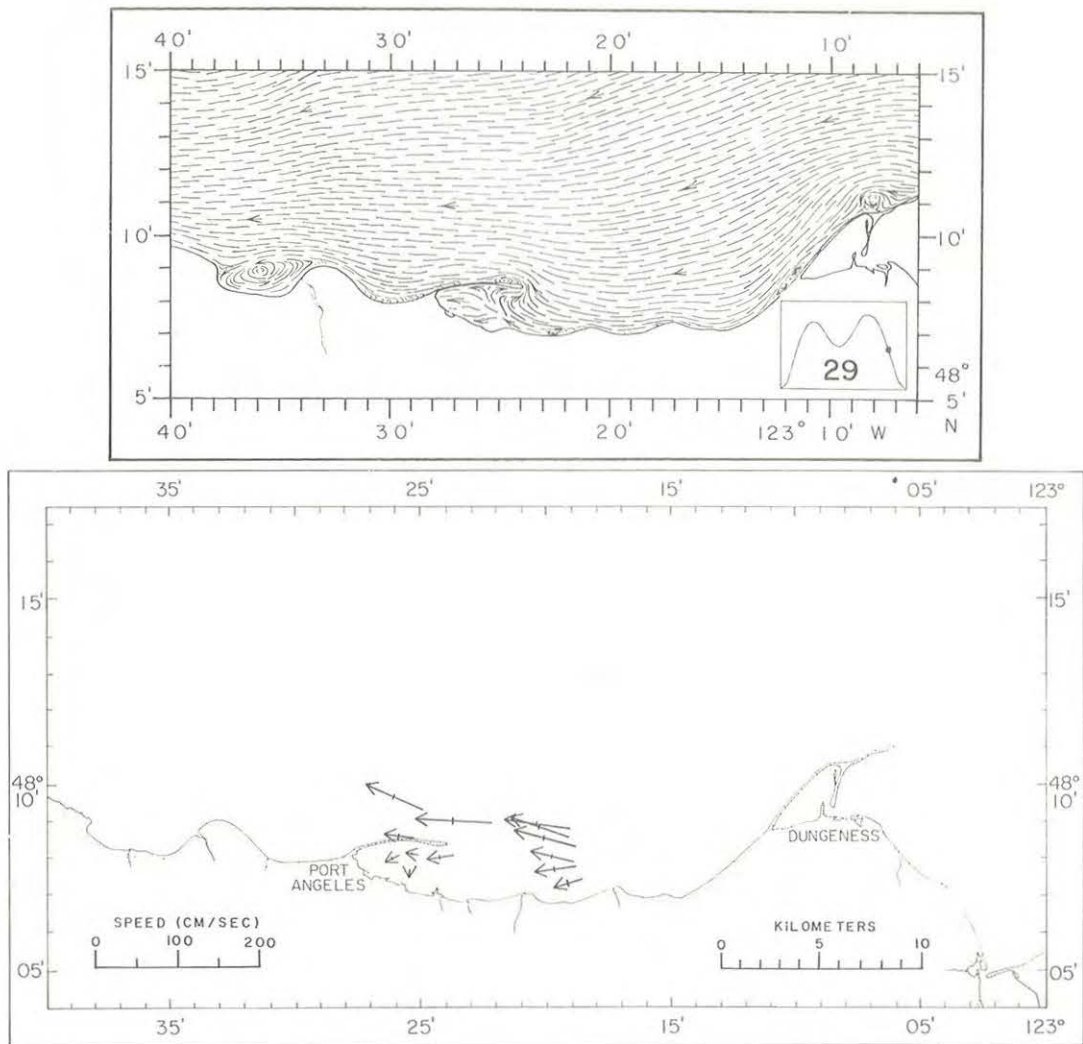 40' 30' 20' 10'
15' 15'
10' 10'
29
48°
5' 5'
40' 30' 20' 123° 10' W N
35' 25' 15' 05' 123°
15' 15'
48° 48°
10' 10'
DUNGENESS
PORT
ANGELES
SPEED (CM/SEC) KILOMETERS
0 100 200 0 5 10
05' 05'
35' 25' 15' 05' 123°